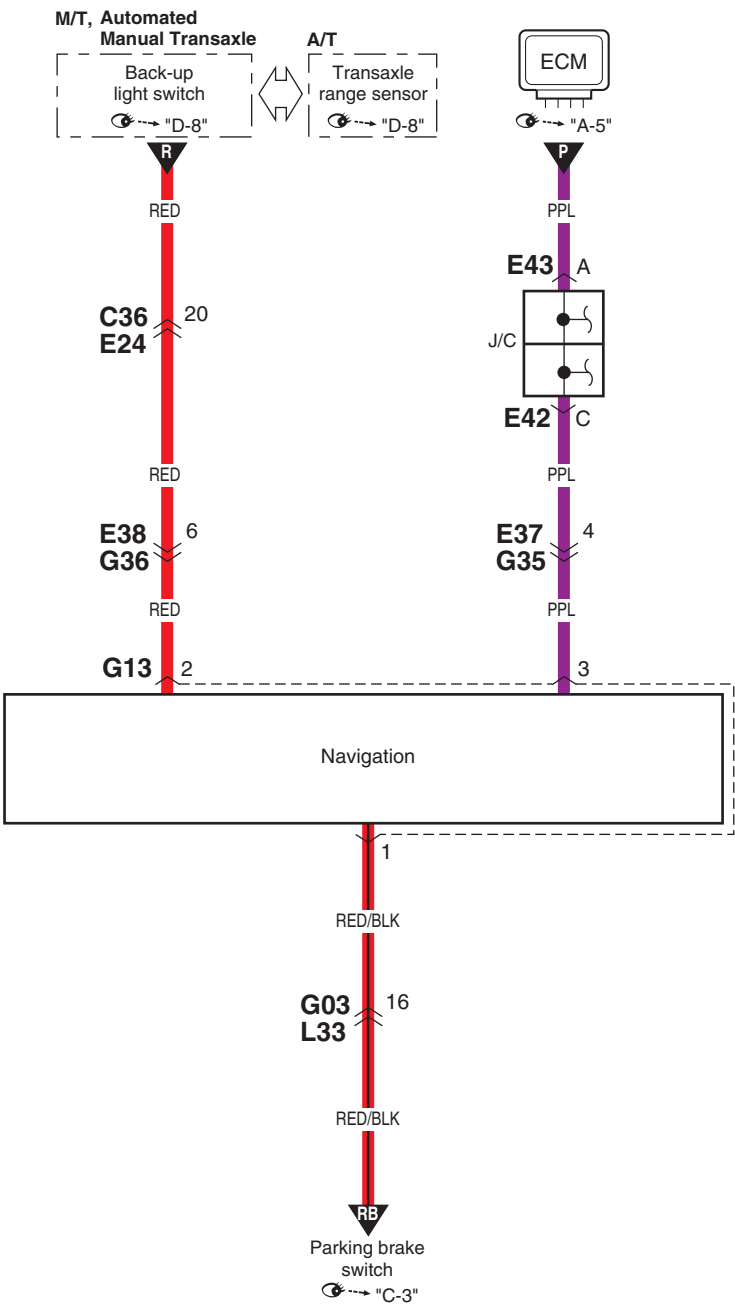 M/T, Automated
Manual Transaxle
A/T
Back-up
light switch
"D-8"
Transaxle
range sensor
"D-8"
ECM
"A-5"
R
P
RED
PPL
E43 A
C36 20
E24
J/C
E42 C
RED
PPL
E38 6
G36
E37 4
G35
RED
PPL
G13 2
3
Navigation
1
RED/BLK
G03 16
L33
RED/BLK
RB
Parking brake
switch
"C-3"